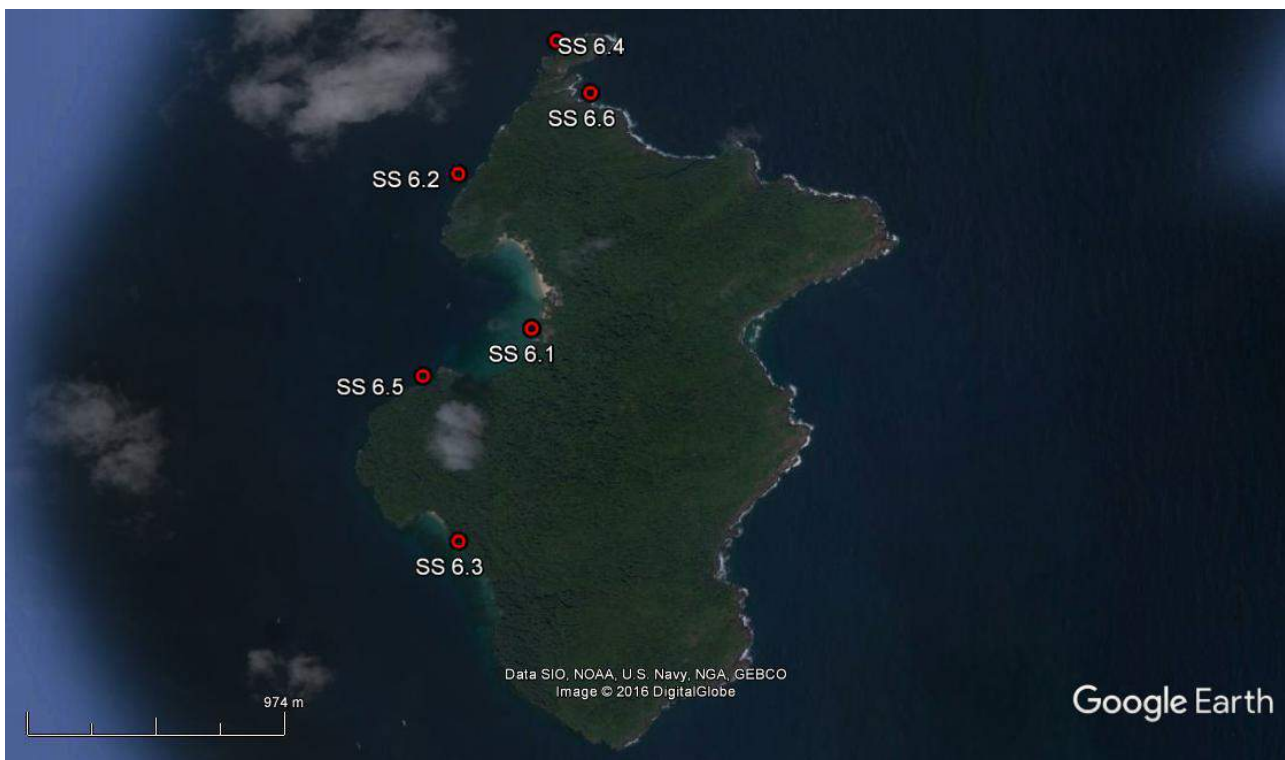 SS 6.4
SS 6.6
SS 6.2
SS 6.1
SS 6.5
SS 6.3
Data SIO, NOAA, U.S. Navy, NGA, GEBCO
Image © 2016 DigitalGlobe
974 m
Google Earth